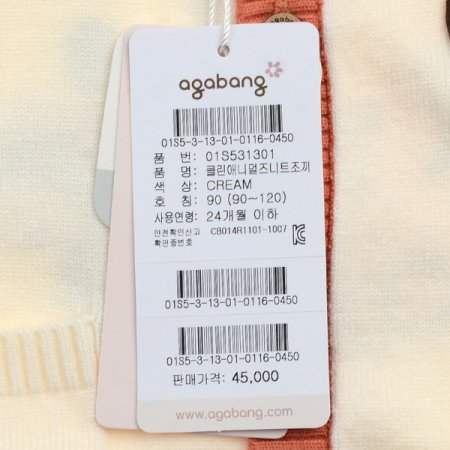 agabang
01S5-3-13-01-0116-0450
품 번: 01S531301
품 명: 클린애니멀즈니트조끼
색 상: CREAM
호 칭: 90 (90~120)
사용연령: 24개월 이하
안전확인신고 CB014R1101-1007
확인증번호
01S5-3-13-01-0116-0450
01S5-3-13-01-0116-0450
판매가격: 45,000
www.agabang.com